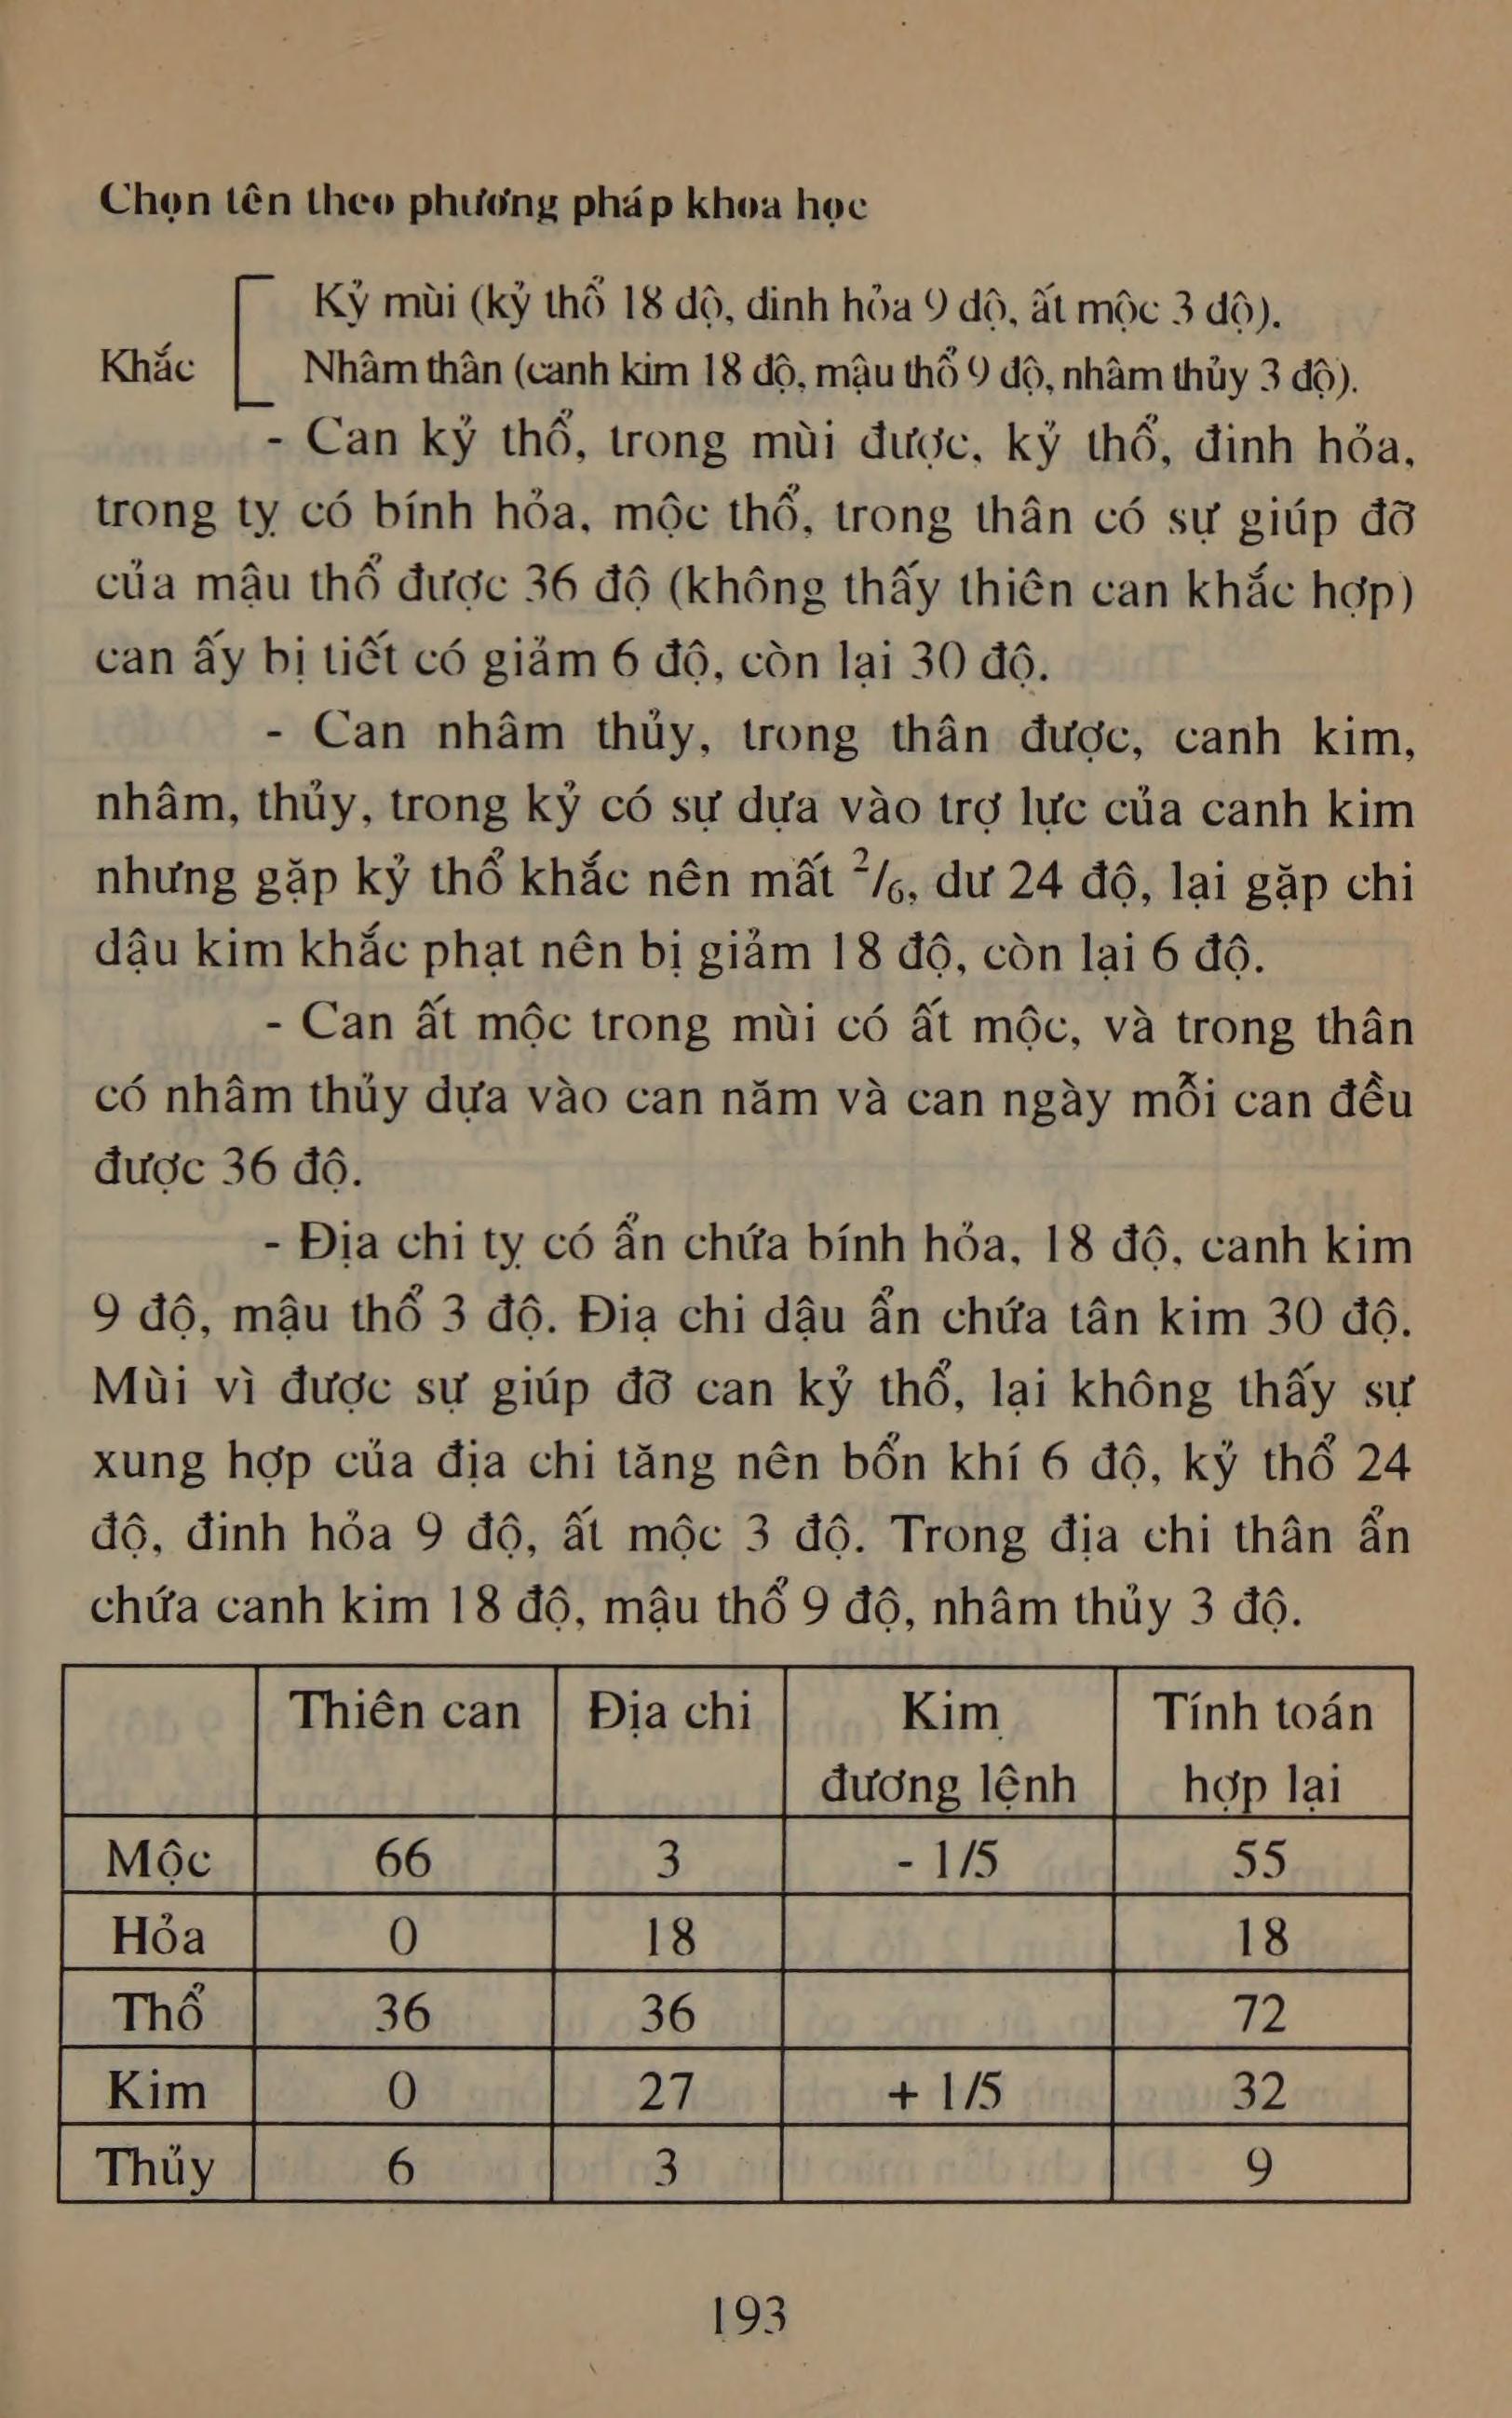 Chọn tên theo phương pháp khoa học
Kỷ mùi (kỷ thổ 18 dộ, dinh hỏa 9 dộ, ất mộc 3 dộ).
Khắc
Nhâm thân (canh kim 18 độ, mậu thổ 9 độ, nhâm thủy 3 độ).
- Can kỷ thổ, trong mùi được, kỷ thổ, đinh hỏa,
trong tỵ có bính hỏa, mộc thổ, trong thân có sự giúp đỡ
của mậu thổ được 36 độ (không thấy thiên can khắc hợp)
can ấy bị tiết có giảm 6 độ, còn lại 30 độ.
- Can nhâm thủy, trong thân được, canh kim,
nhâm, thủy, trong kỷ có sự dựa vào trợ lực của canh kim
nhưng gặp kỷ thổ khắc nên mất 2/6, dư 24 độ, lại gặp chi
dậu kim khắc phạt nên bị giảm 18 độ, còn lại 6 độ.
- Can ất mộc trong mùi có ất mộc, và trong thân
có nhâm thủy dựa vào can năm và can ngày mỗi can đều
được 36 độ.
- Địa chi tỵ có ẩn chứa bính hỏa, 18 độ, canh kim
9 độ, mậu thổ 3 độ. Điạ chi dậu ẩn chứa tân kim 30 độ.
Mùi vì được sự giúp đỡ can kỷ thổ, lại không thấy sự
xung hợp của địa chi tăng nên bổn khí 6 độ, kỷ thổ 24
độ, đinh hỏa 9 độ, ất mộc 3 độ. Trong địa chi thân ẩn
chứa canh kim 18 độ, mậu thổ 9 độ, nhâm thủy 3 độ.
Thiên can Địa chi Kim Tính toán
đương lệnh hợp lại
Mộc 66 3 - 1/5 55
Hỏa 0 18 18
Thổ 36 36 72
Kim 0 27 + 1/5 32
Thủy 6 3 9
193